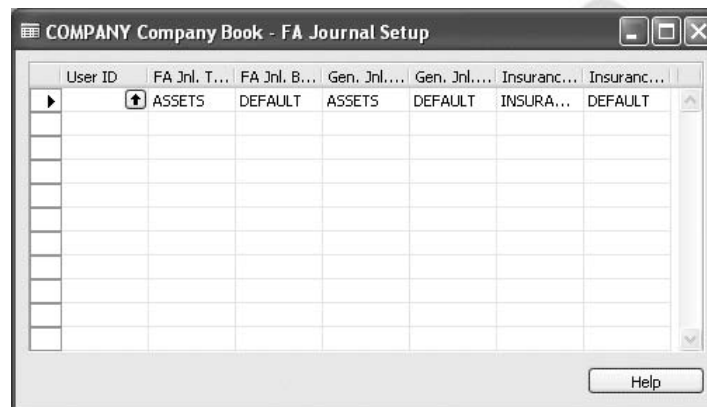 COMPANY Company Book - FA Journal Setup
User ID FA Jnl. T... FA Jnl. B... Gen. Jnl.... Gen. Jnl.... Insuranc... Insuranc...
ASSETS DEFAULT ASSETS DEFAULT INSURA... DEFAULT
Help